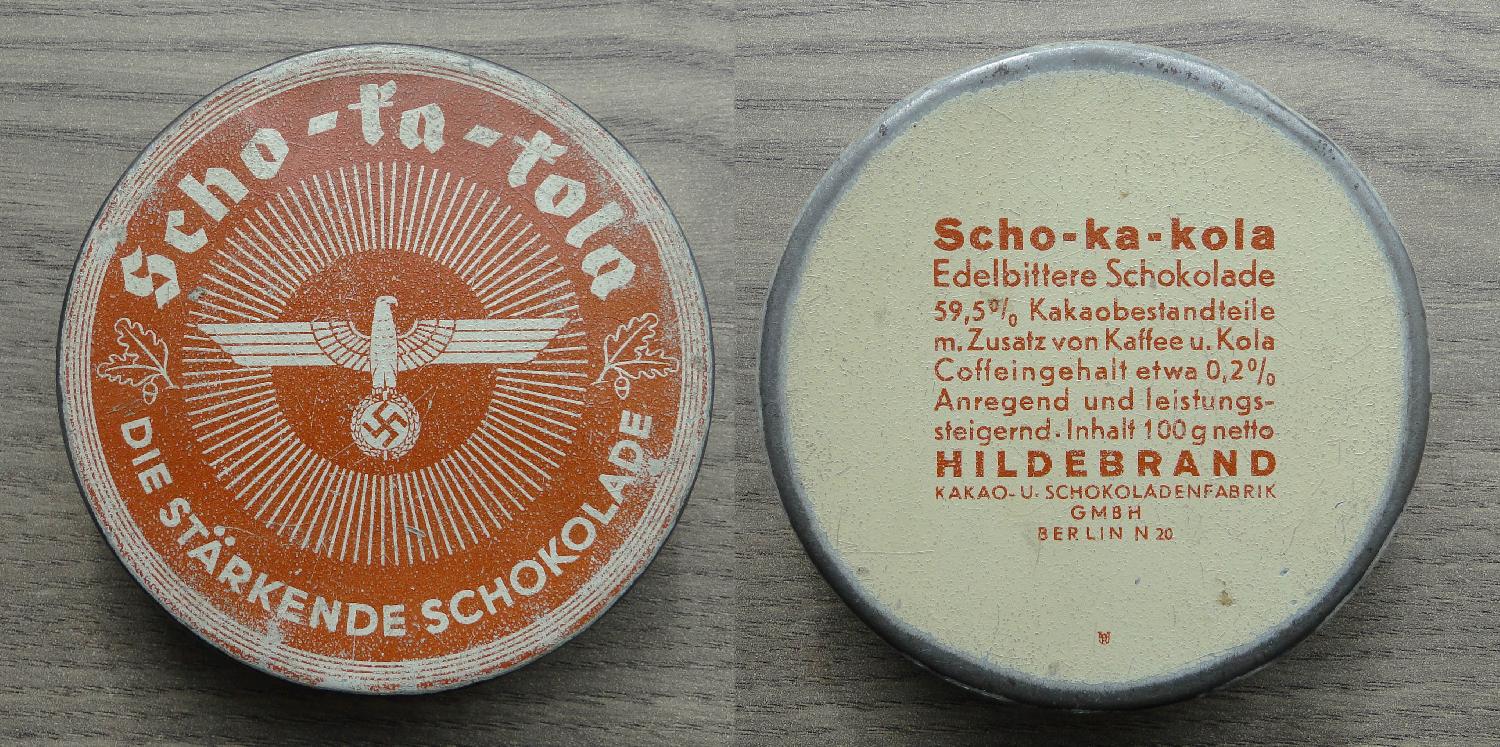 Scho-ka-kola
DIE STÄRKENDE SCHOKOLADE
Scho-ka-kola
Edelbittere Schokolade
59,5% Kakaobestandteile
m. Zusatz von Kaffee u. Kola
Coffeingehalt etwa 0,2%
Anregend und leistungs-
steigernd · Inhalt 100 g netto
HILDEBRAND
KAKAO- U. SCHOKOLADENFABRIK
GMBH
BERLIN N 20